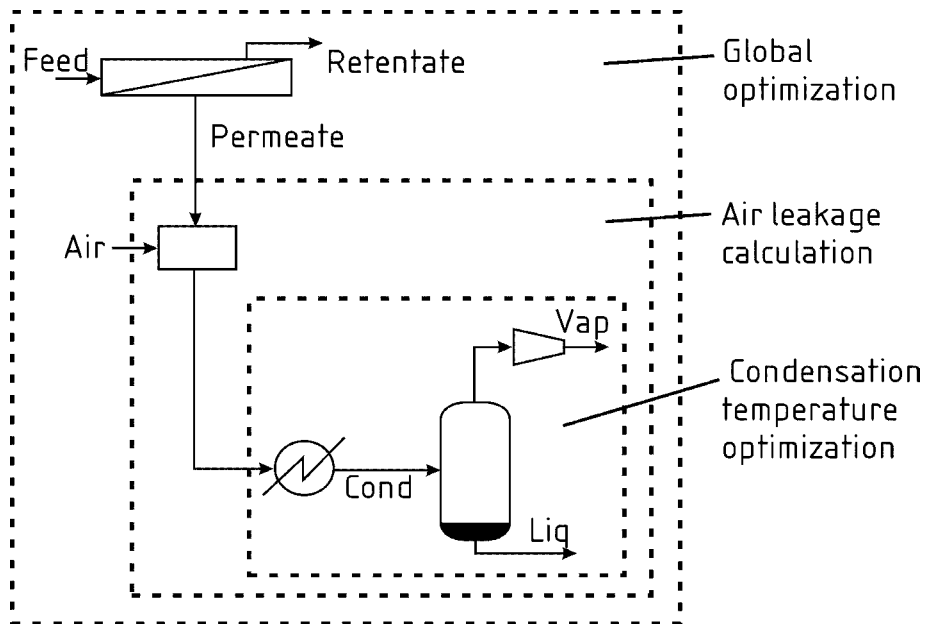 Feed
Retentate
Global
optimization
Permeate
Air leakage
calculation
Air
Vap
Condensation
temperature
optimization
Cond
Liq